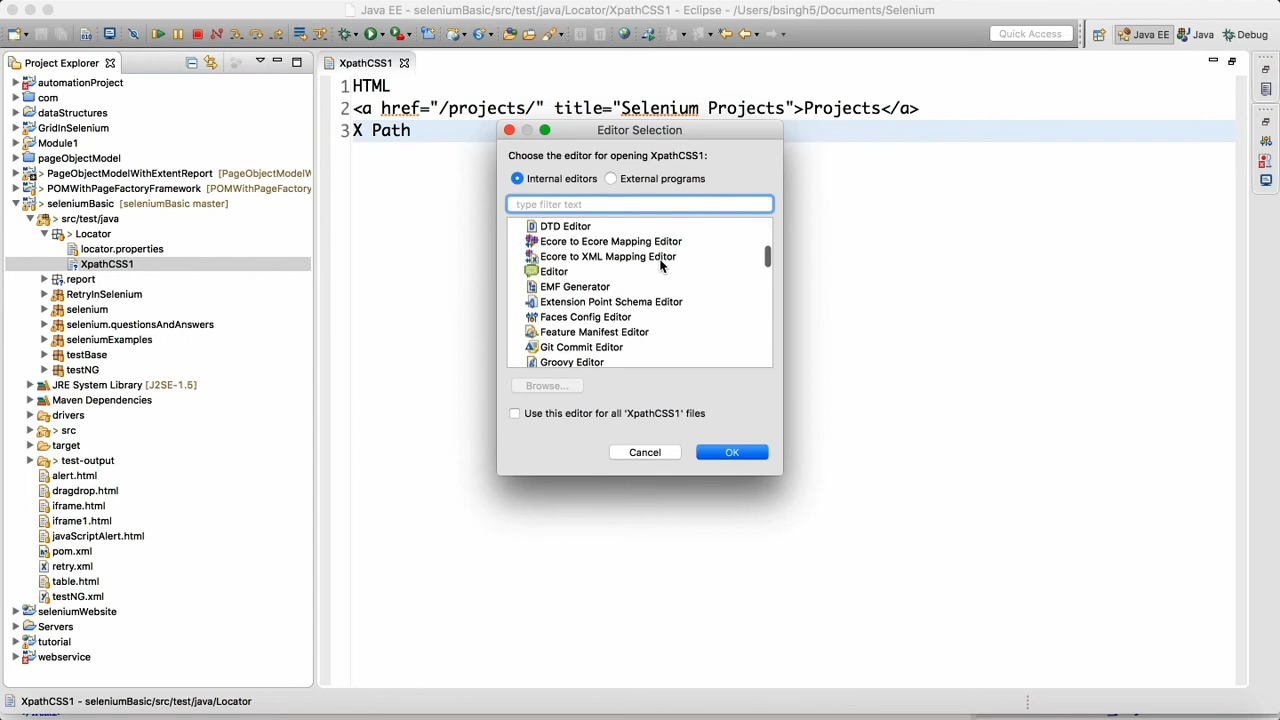 Java EE - seleniumBasic/src/test/java/Locator/XpathCSS1 - Eclipse - /Users/bsingh5/Documents/Selenium
Quick Access
Java EE
Java
Debug
Project Explorer
automationProject
com
dataStructures
GridInSelenium
Module1
pageObjectModel
> PageObjectModelWithExtentReport [PageObjectModelW
> POMWithPageFactoryFramework [POMWithPageFactory
> seleniumBasic [seleniumBasic master]
> src/test/java
> Locator
locator.properties
XpathCSS1
report
RetryInSelenium
selenium
selenium.questionsAndAnswers
seleniumExamples
testBase
testNG
JRE System Library [J2SE-1.5]
Maven Dependencies
drivers
> src
target
> test-output
alert.html
dragdrop.html
iframe.html
iframe1.html
javaScriptAlert.html
pom.xml
retry.xml
table.html
testNG.xml
seleniumWebsite
Servers
tutorial
webservice
XpathCSS1
1 HTML
2 <a href="/projects/" title="Selenium Projects">Projects</a>
3 X Path
Editor Selection
Choose the editor for opening XpathCSS1:
Internal editors External programs
type filter text
DTD Editor
Ecore to Ecore Mapping Editor
Ecore to XML Mapping Editor
Editor
EMF Generator
Extension Point Schema Editor
Faces Config Editor
Feature Manifest Editor
Git Commit Editor
Groovy Editor
Browse...
Use this editor for all 'XpathCSS1' files
Cancel OK
XpathCSS1 - seleniumBasic/src/test/java/Locator